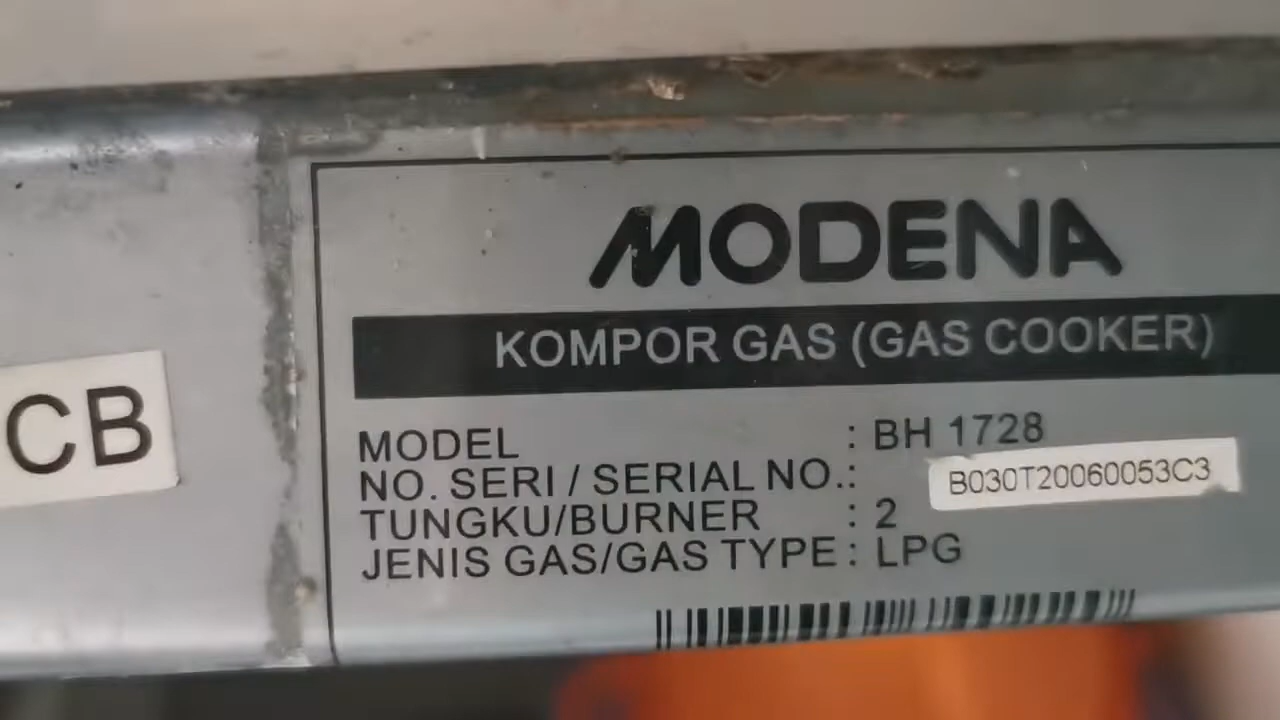 MODENA
KOMPOR GAS (GAS COOKER)
CB
MODEL : BH 1728
NO. SERI / SERIAL NO.: B030T20060053C3
TUNGKU/BURNER : 2
JENIS GAS/GAS TYPE : LPG